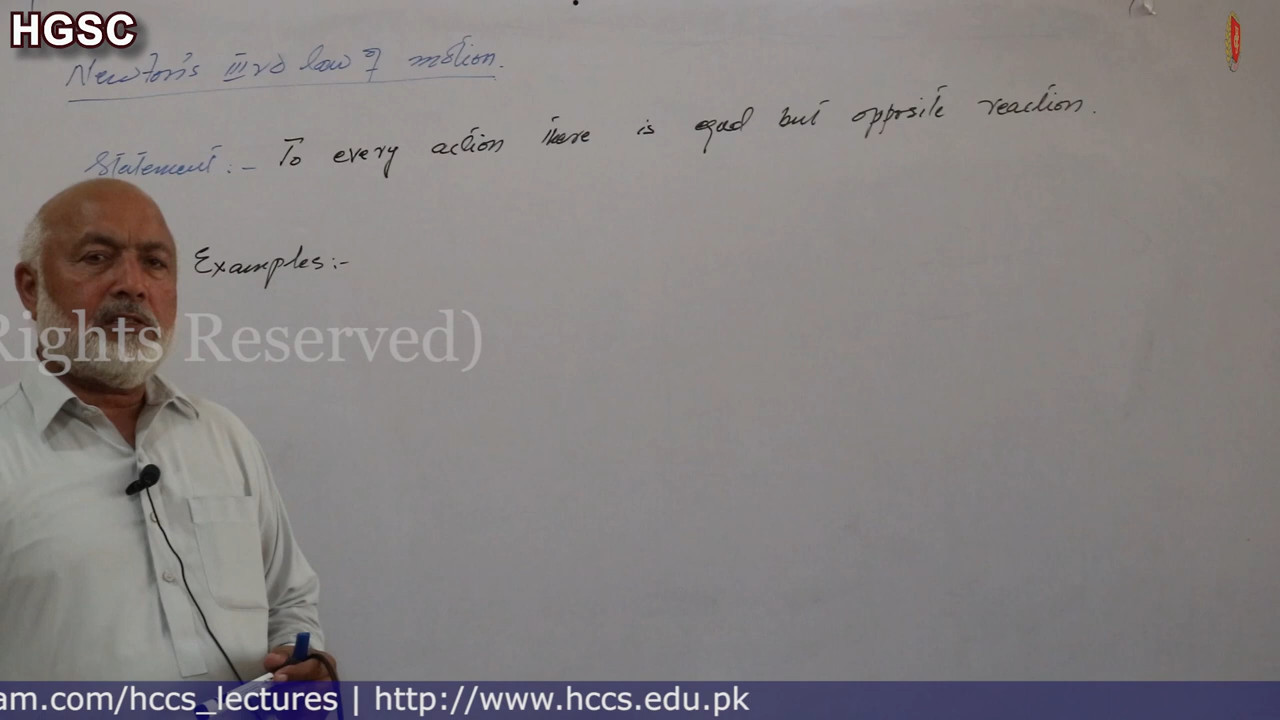 HGSC
Newton's IIIrd law of motion.
Statement:- To every action there is equal but opposite reaction.
Examples:-
Rights Reserved)
am.com/hccs_lectures | http://www.hccs.edu.pk